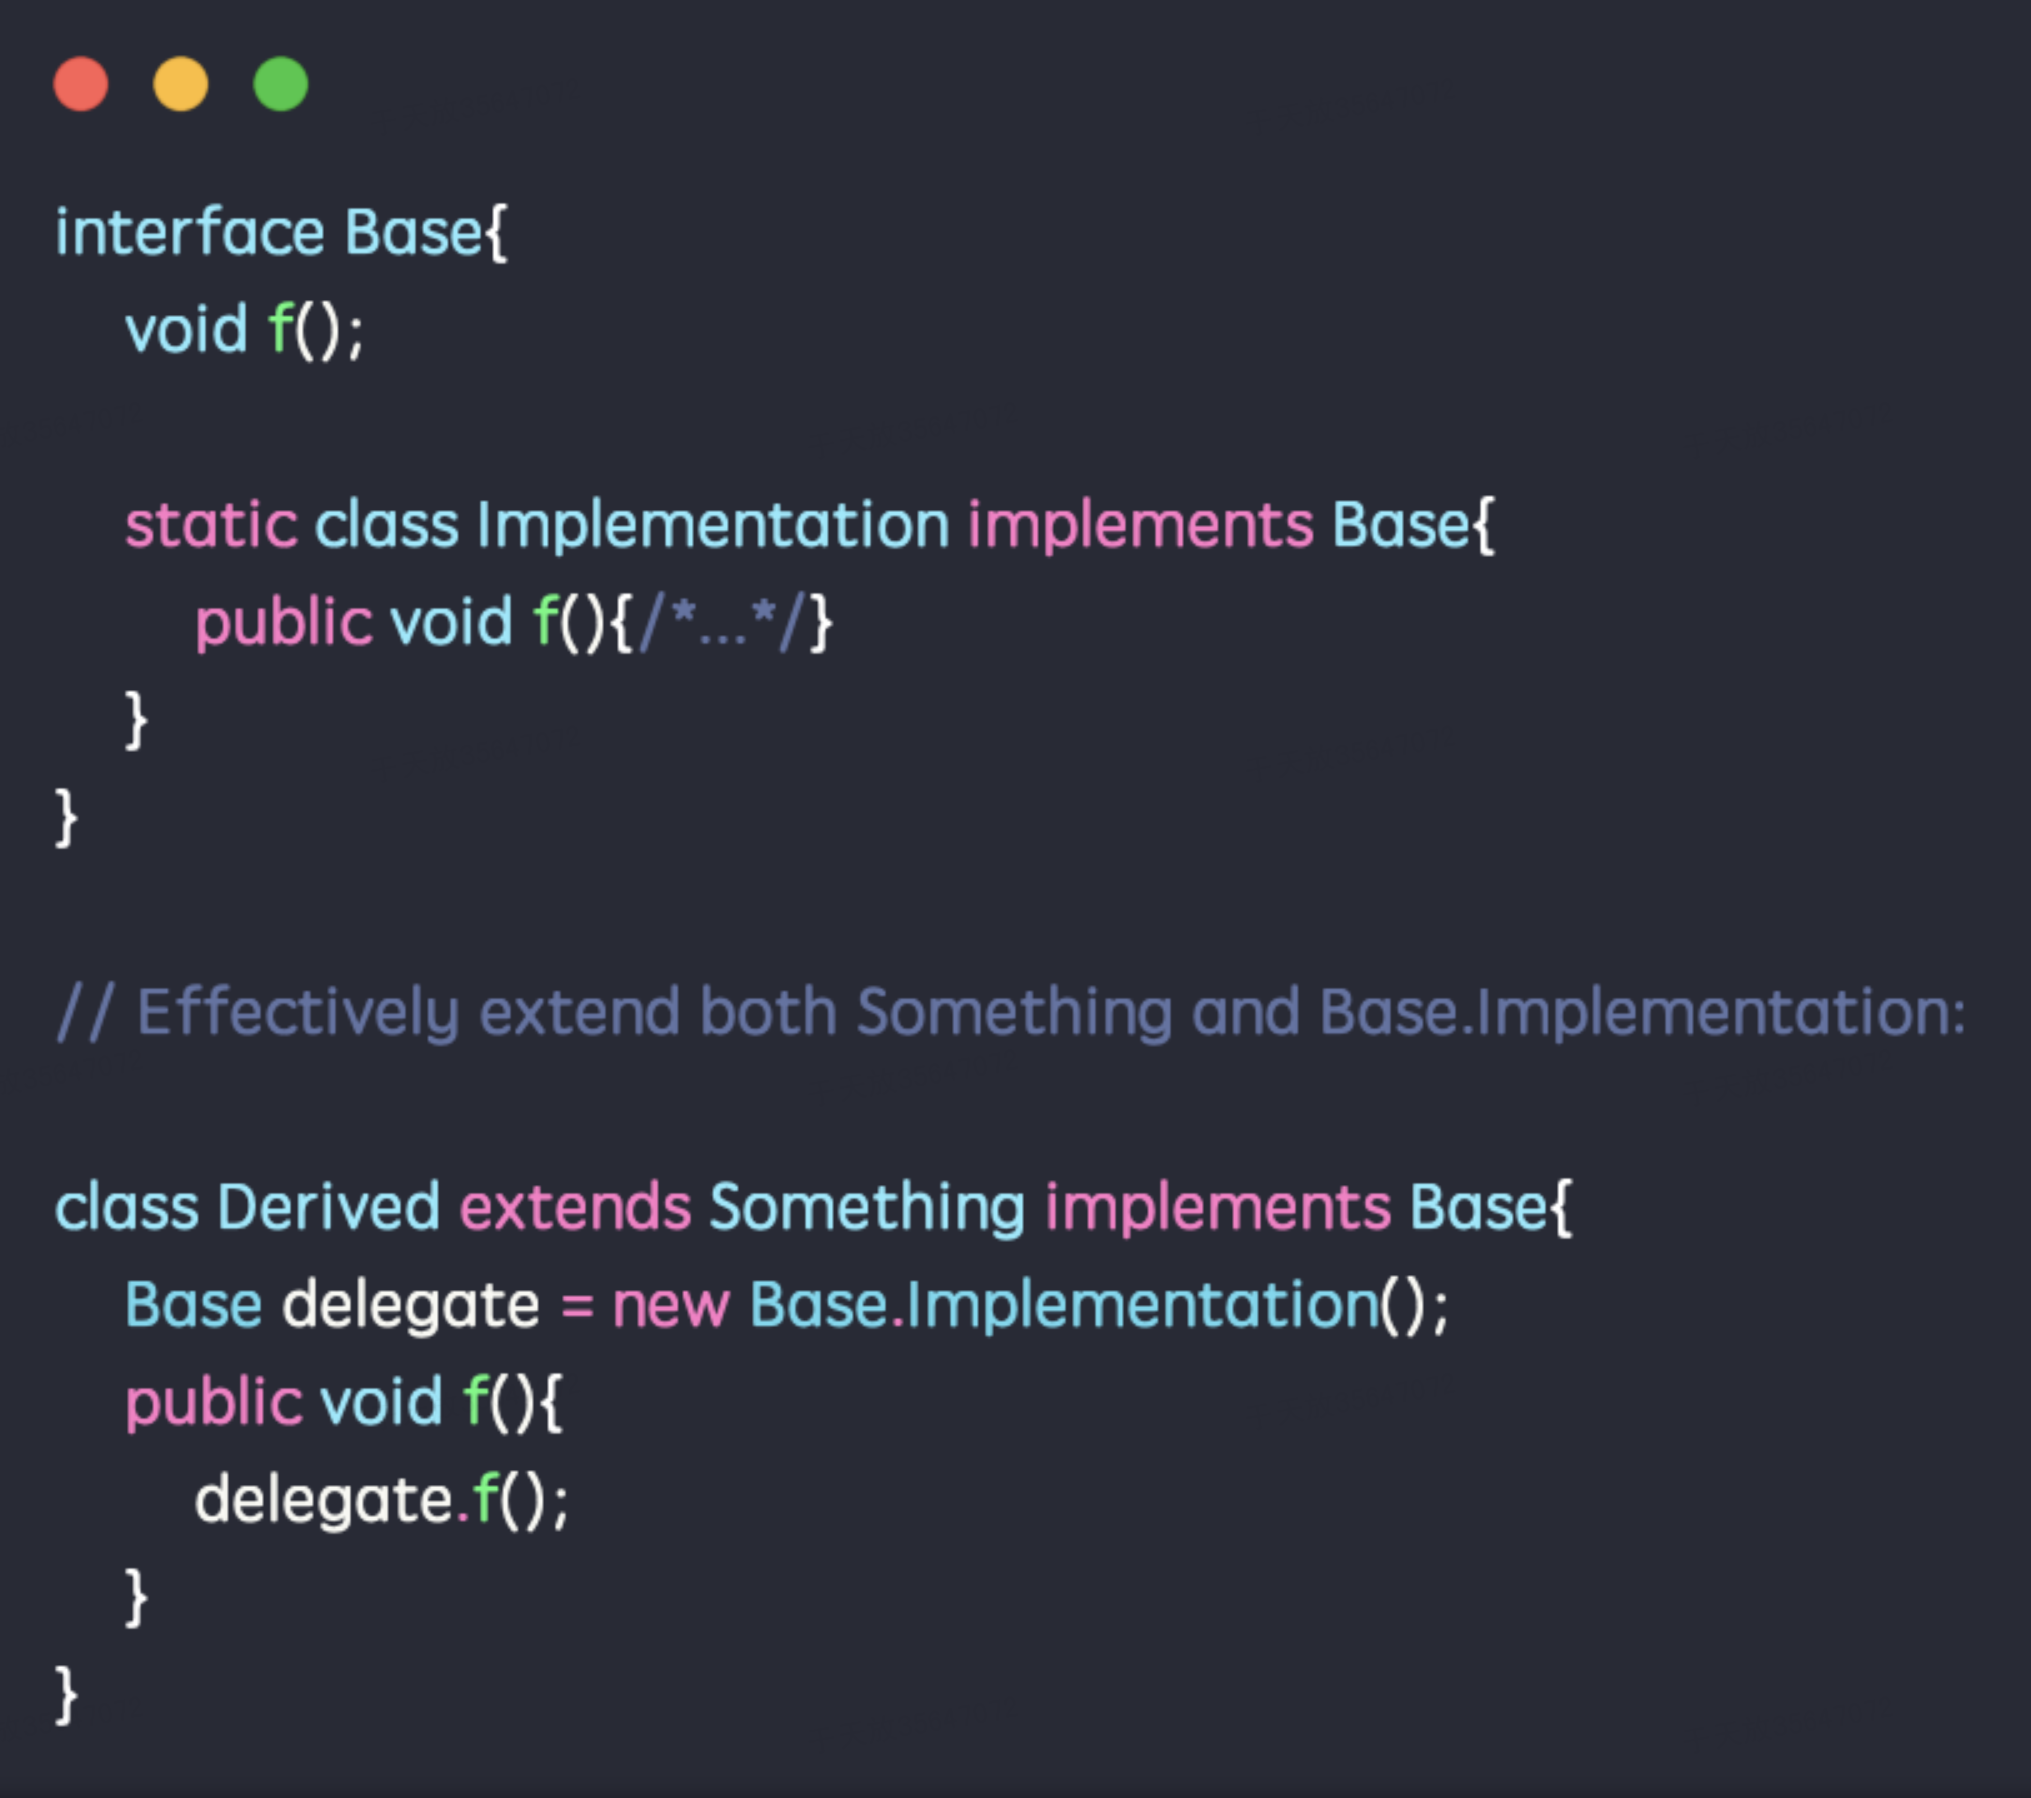 interface Base{
void f();
static class Implementation implements Base{
public void f(){/*...*/}
}
}
// Effectively extend both Something and Base.Implementation:
class Derived extends Something implements Base{
Base delegate = new Base.Implementation();
public void f(){
delegate.f();
}
}